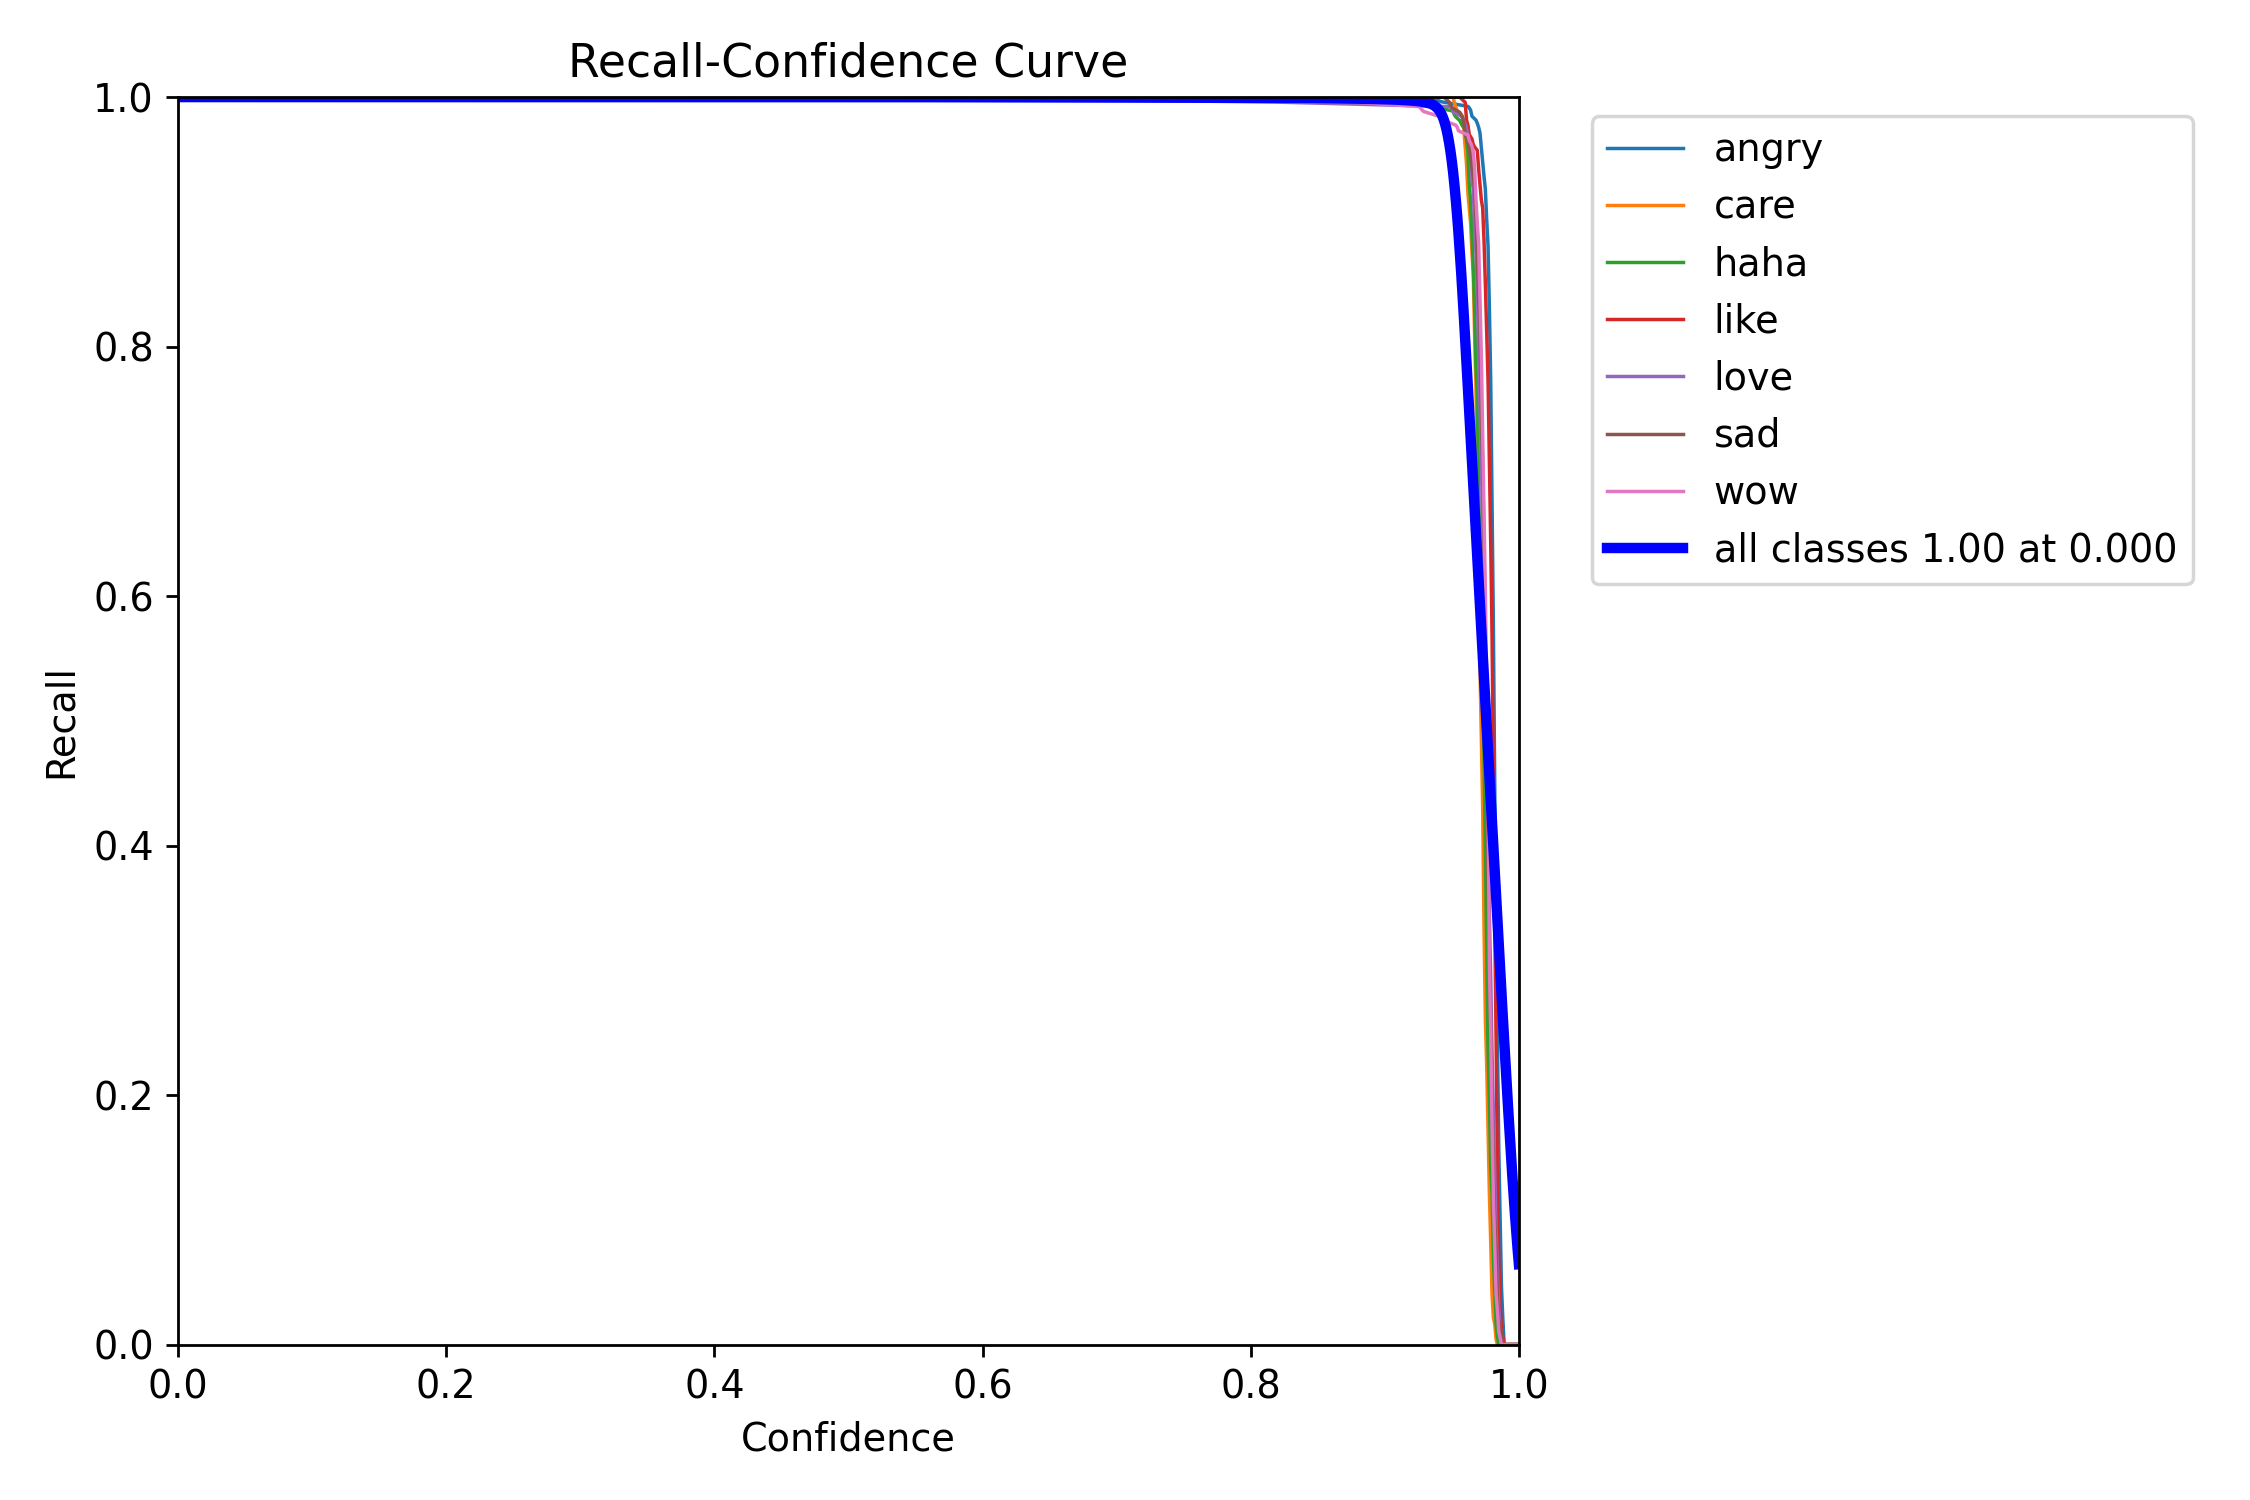 Recall-Confidence Curve
1.0
0.8
0.6
0.4
0.2
0.0
Recall
0.0 0.2 0.4 0.6 0.8 1.0
Confidence
angry
care
haha
like
love
sad
wow
all classes 1.00 at 0.000